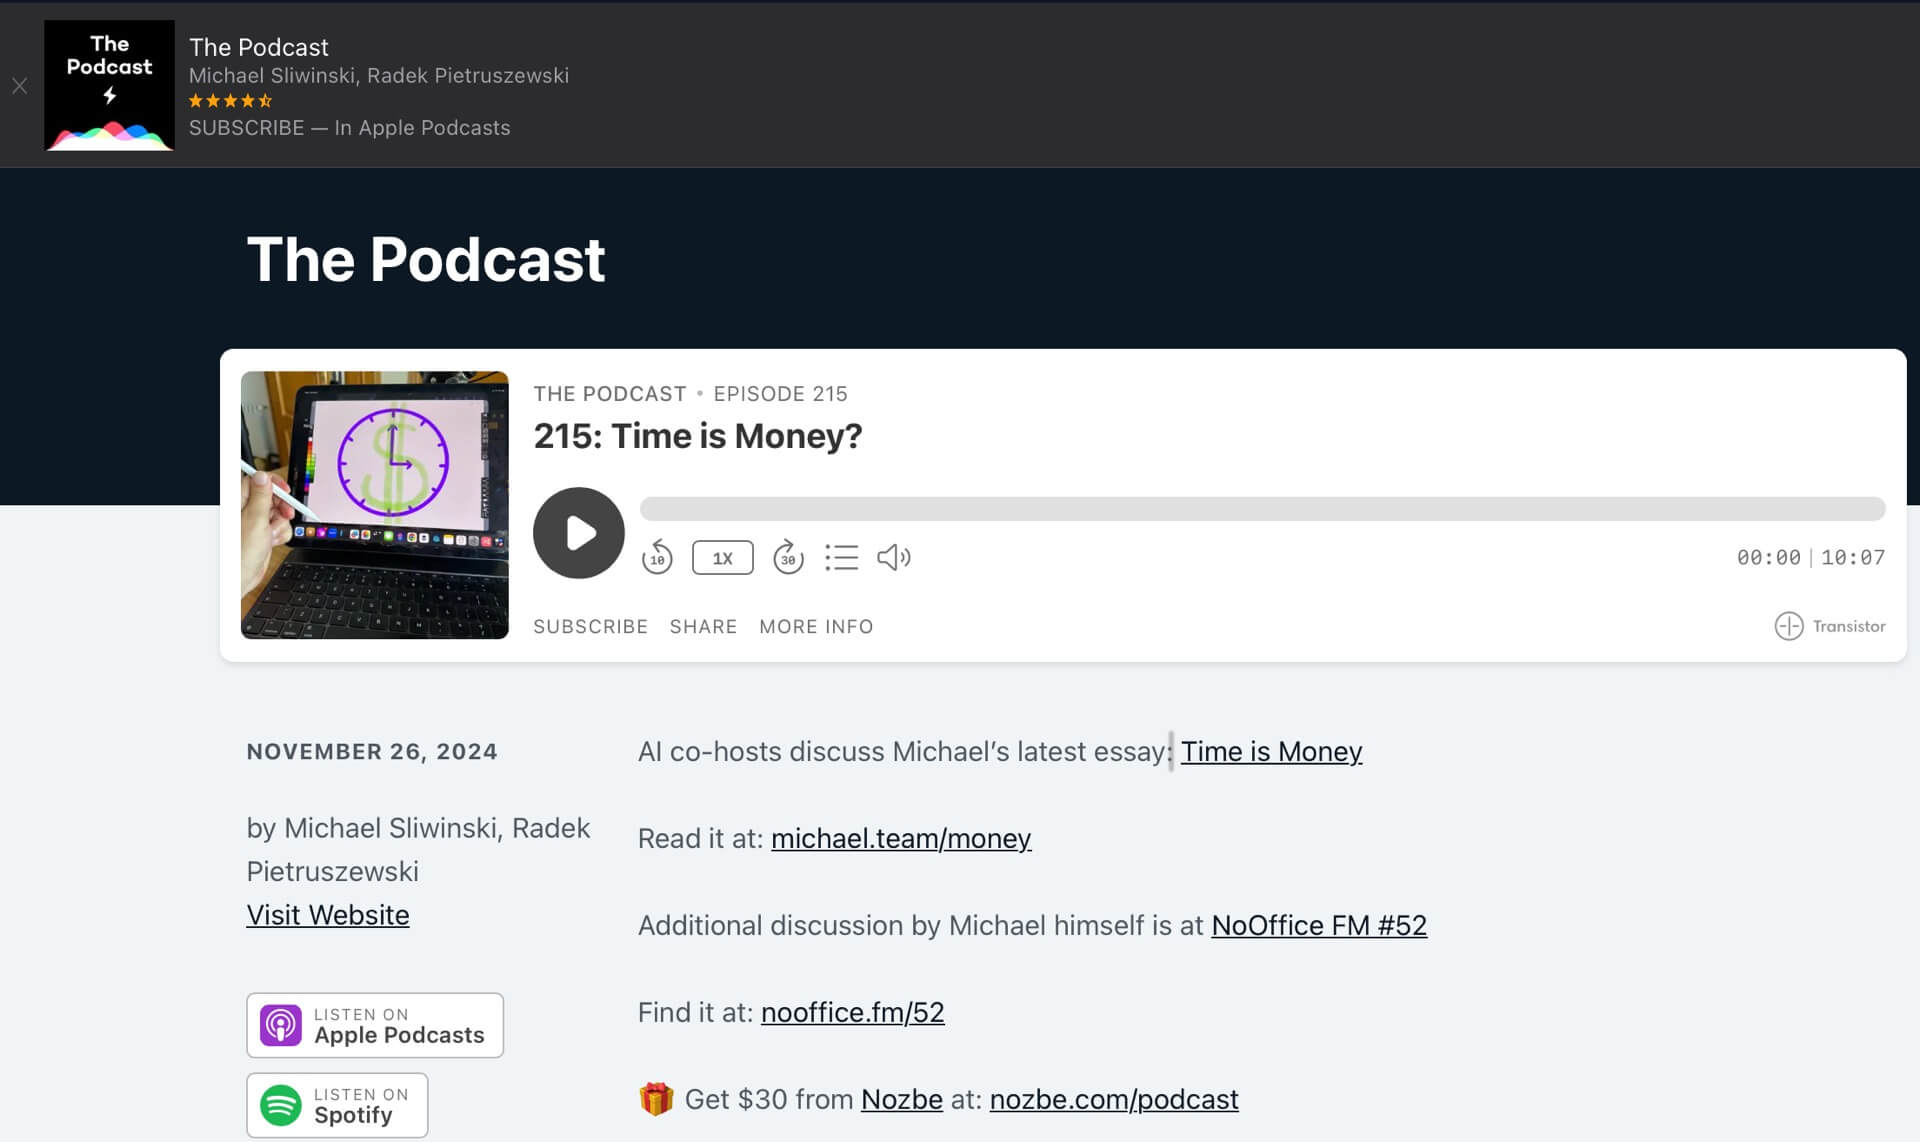 The
Podcast
The Podcast
Michael Sliwinski, Radek Pietruszewski
SUBSCRIBE — In Apple Podcasts
The Podcast
THE PODCAST • EPISODE 215
215: Time is Money?
10
1X
30
00:00 | 10:07
SUBSCRIBE SHARE MORE INFO
Transistor
NOVEMBER 26, 2024
by Michael Sliwinski, Radek
Pietruszewski
Visit Website
LISTEN ON
Apple Podcasts
LISTEN ON
Spotify
AI co-hosts discuss Michael’s latest essay: Time is Money
Read it at: michael.team/money
Additional discussion by Michael himself is at NoOffice FM #52
Find it at: nooffice.fm/52
🎁 Get $30 from Nozbe at: nozbe.com/podcast